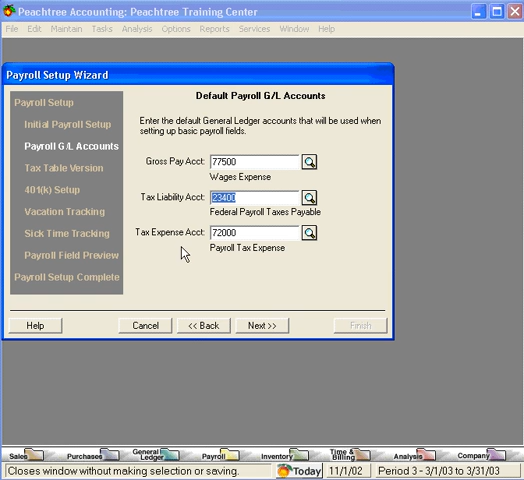 Peachtree Accounting: Peachtree Training Center
File Edit Maintain Tasks Analysis Options Reports Services Window Help
Payroll Setup Wizard
Payroll Setup
Initial Payroll Setup
Payroll G/L Accounts
Tax Table Version
401(k) Setup
Vacation Tracking
Sick Time Tracking
Payroll Field Preview
Payroll Setup Complete
Default Payroll G/L Accounts
Enter the default General Ledger accounts that will be used when
setting up basic payroll fields.
Gross Pay Acct: 77500
Wages Expense
Tax Liability Acct: 23400
Federal Payroll Taxes Payable
Tax Expense Acct: 72000
Payroll Tax Expense
Help Cancel << Back Next >> Finish
Sales Purchases General Ledger Payroll Inventory Time & Billing Analysis Company
Closes window without making selection or saving. Today 11/1/02 Period 3 - 3/1/03 to 3/31/03